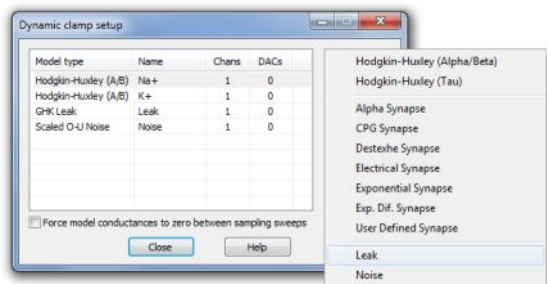 Dynamic clamp setup
Model type Name Chans DACs
Hodgkin-Huxley (A/B) Na+ 1 0
Hodgkin-Huxley (A/B) K+ 1 0
GHK Leak Leak 1 0
Scaled O-U Noise Noise 1 0
Force model conductances to zero between sampling sweeps
Close Help
Hodgkin-Huxley (Alpha/Beta)
Hodgkin-Huxley (Tau)
Alpha Synapse
CPG Synapse
Destexhe Synapse
Electrical Synapse
Exponential Synapse
Exp. Dif. Synapse
User Defined Synapse
Leak
Noise